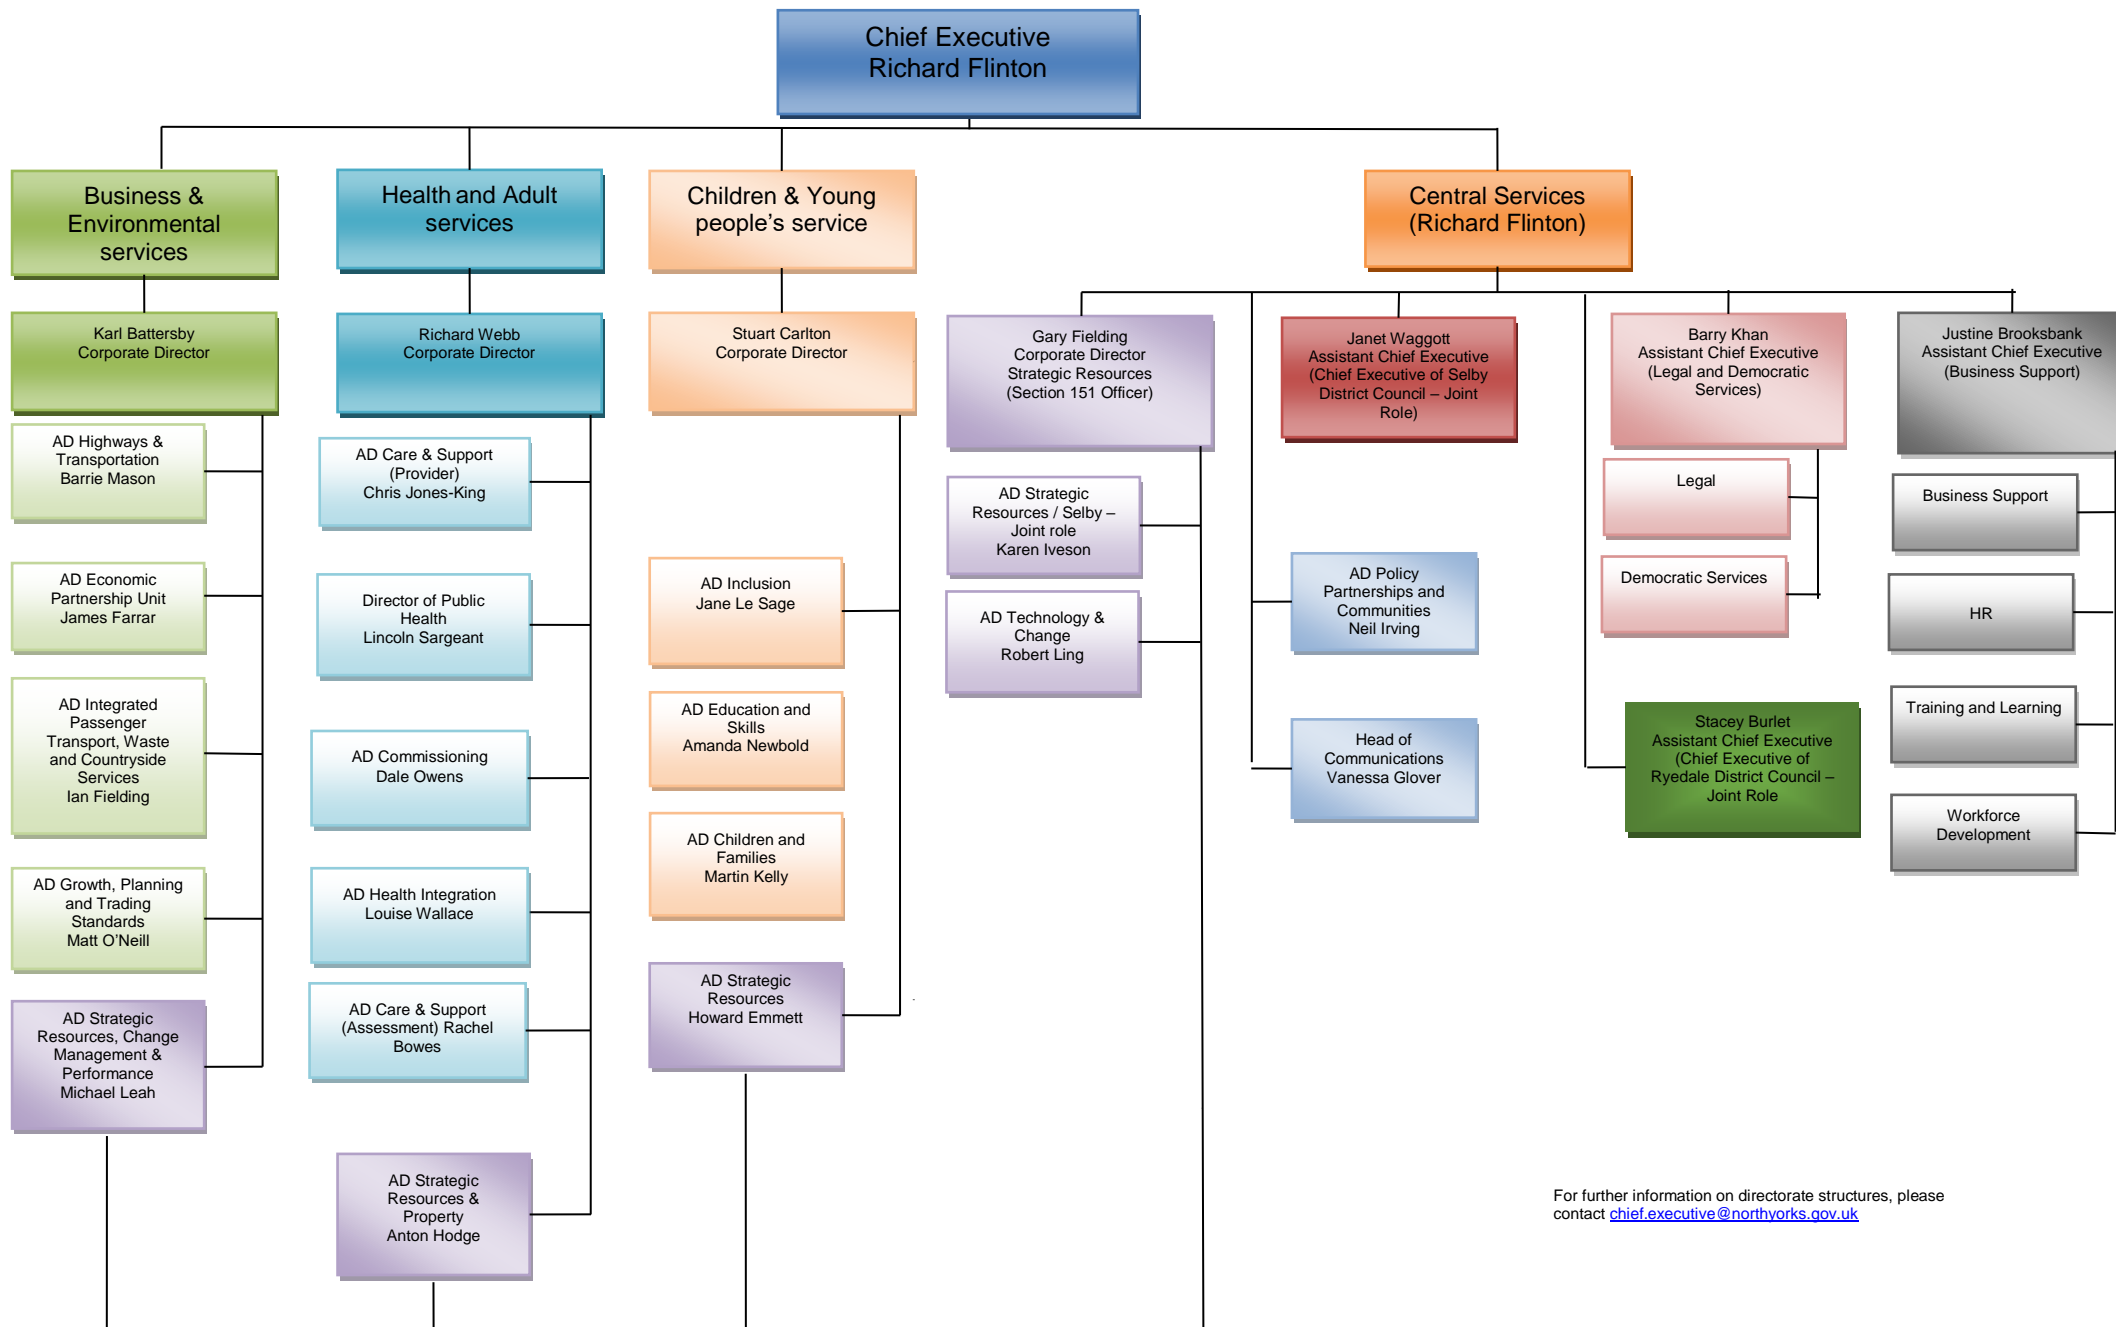 Chief Executive
Richard Flinton
Business &
Environmental
services
Health and Adult
services
Children & Young
people’s service
Central Services
(Richard Flinton)
Karl Battersby
Corporate Director
Richard Webb
Corporate Director
Stuart Carlton
Corporate Director
Gary Fielding
Corporate Director
Strategic Resources
(Section 151 Officer)
Janet Waggott
Assistant Chief Executive
(Chief Executive of Selby
District Council – Joint
Role)
Barry Khan
Assistant Chief Executive
(Legal and Democratic
Services)
Justine Brooksbank
Assistant Chief Executive
(Business Support)
AD Highways &
Transportation
Barrie Mason
AD Economic
Partnership Unit
James Farrar
AD Integrated
Passenger
Transport, Waste
and Countryside
Services
Ian Fielding
AD Growth, Planning
and Trading
Standards
Matt O’Neill
AD Strategic
Resources, Change
Management &
Performance
Michael Leah
AD Care & Support
(Provider)
Chris Jones-King
Director of Public
Health
Lincoln Sargeant
AD Commissioning
Dale Owens
AD Health Integration
Louise Wallace
AD Care & Support
(Assessment) Rachel
Bowes
AD Strategic
Resources &
Property
Anton Hodge
AD Inclusion
Jane Le Sage
AD Education and
Skills
Amanda Newbold
AD Children and
Families
Martin Kelly
AD Strategic
Resources
Howard Emmett
AD Strategic
Resources / Selby –
Joint role
Karen Iveson
AD Technology &
Change
Robert Ling
AD Policy
Partnerships and
Communities
Neil Irving
Head of
Communications
Vanessa Glover
Legal
Democratic Services
Stacey Burlet
Assistant Chief Executive
(Chief Executive of
Ryedale District Council –
Joint Role
Business Support
HR
Training and Learning
Workforce
Development
For further information on directorate structures, please
contact chief.executive@northyorks.gov.uk